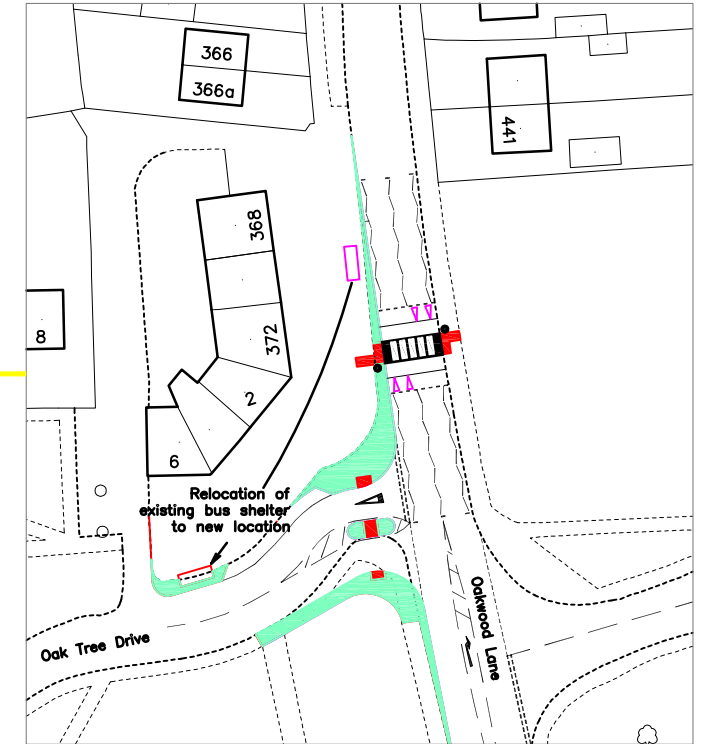 366
366a
441
368
372
2
6
8
Relocation of
existing bus shelter
to new location
Oak Tree Drive
Oakwood Lane